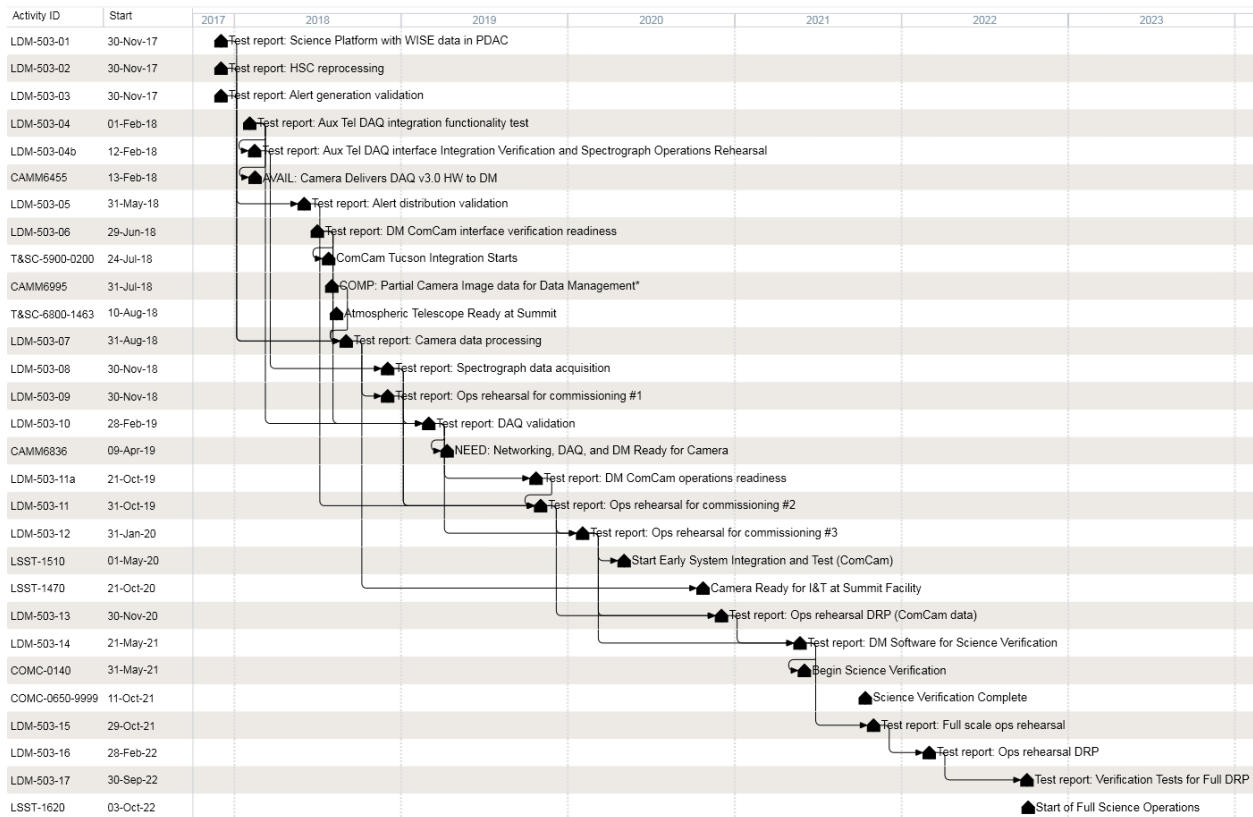 Activity ID Start 2017 2018 2019 2020 2021 2022 2023
LDM-503-01 30-Nov-17 Test report: Science Platform with WISE data in PDAC
LDM-503-02 30-Nov-17 Test report: HSC reprocessing
LDM-503-03 30-Nov-17 Test report: Alert generation validation
LDM-503-04 01-Feb-18 Test report: Aux Tel DAQ integration functionality test
LDM-503-04b 12-Feb-18 Test report: Aux Tel DAQ interface Integration Verification and Spectrograph Operations Rehearsal
CAMM6455 13-Feb-18 AVAIL: Camera Delivers DAQ v3.0 HW to DM
LDM-503-05 31-May-18 Test report: Alert distribution validation
LDM-503-06 29-Jun-18 Test report: DM ComCam interface verification readiness
T&SC-5900-0200 24-Jul-18 ComCam Tucson Integration Starts
CAMM6995 31-Jul-18 COMP: Partial Camera Image data for Data Management*
T&SC-6800-1463 10-Aug-18 Atmospheric Telescope Ready at Summit
LDM-503-07 31-Aug-18 Test report: Camera data processing
LDM-503-08 30-Nov-18 Test report: Spectrograph data acquisition
LDM-503-09 30-Nov-18 Test report: Ops rehearsal for commissioning #1
LDM-503-10 28-Feb-19 Test report: DAQ validation
CAMM6836 09-Apr-19 NEED: Networking, DAQ, and DM Ready for Camera
LDM-503-11a 21-Oct-19 Test report: DM ComCam operations readiness
LDM-503-11 31-Oct-19 Test report: Ops rehearsal for commissioning #2
LDM-503-12 31-Jan-20 Test report: Ops rehearsal for commissioning #3
LSST-1510 01-May-20 Start Early System Integration and Test (ComCam)
LSST-1470 21-Oct-20 Camera Ready for I&T at Summit Facility
LDM-503-13 30-Nov-20 Test report: Ops rehearsal DRP (ComCam data)
LDM-503-14 21-May-21 Test report: DM Software for Science Verification
COMC-0140 31-May-21 Begin Science Verification
COMC-0650-9999 11-Oct-21 Science Verification Complete
LDM-503-15 29-Oct-21 Test report: Full scale ops rehearsal
LDM-503-16 28-Feb-22 Test report: Ops rehearsal DRP
LDM-503-17 30-Sep-22 Test report: Verification Tests for Full DRP
LSST-1620 03-Oct-22 Start of Full Science Operations